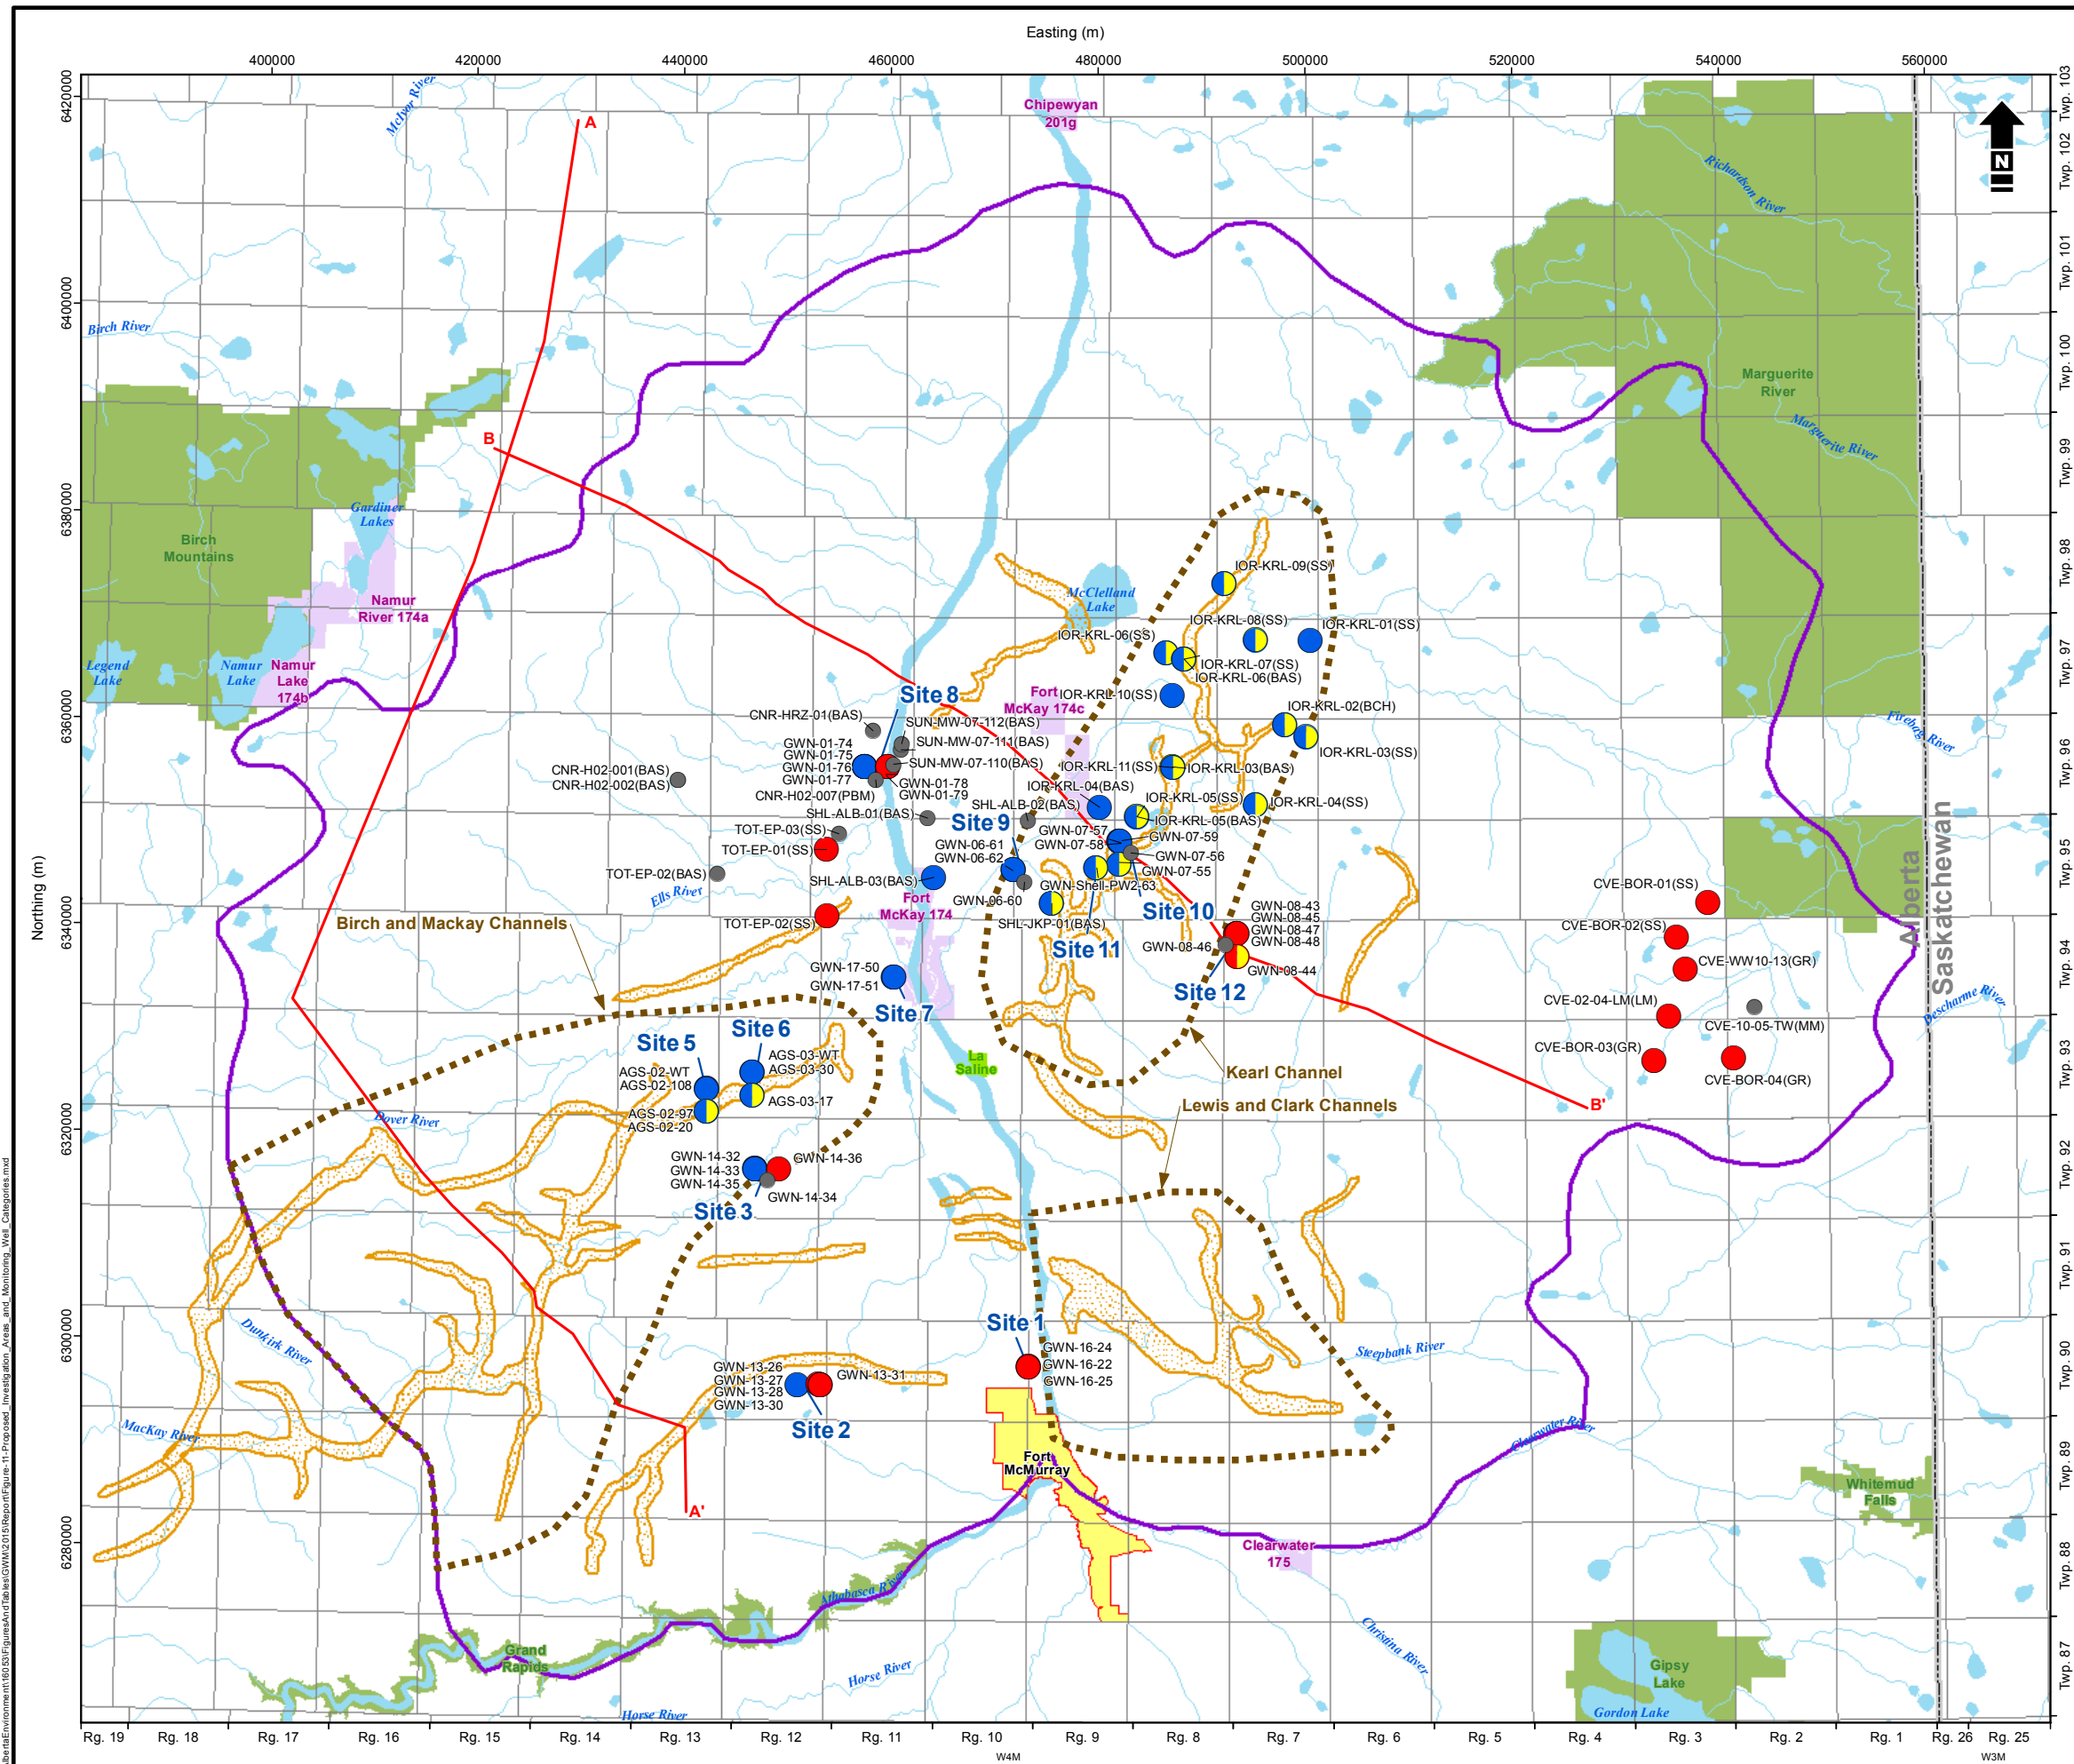 Easting (m)
400000
420000
440000
460000
480000
500000
520000
540000
560000
Northing (m)
6420000
6400000
6380000
6360000
6340000
6320000
6300000
6280000
Twp. 103
Twp. 102
Twp. 101
Twp. 100
Twp. 99
Twp. 98
Twp. 97
Twp. 96
Twp. 95
Twp. 94
Twp. 93
Twp. 92
Twp. 91
Twp. 90
Twp. 89
Twp. 88
Twp. 87
N
McIvor River
A
Chipewyan
201g
Richardson River
Birch River
Marguerite
River
Marguerite River
B
Gardiner
Lakes
Birch
Mountains
Namur
River 174a
Legend
Lake
Namur
Lake
Namur
Lake
174b
McClelland
Lake
IOR-KRL-09(SS)
IOR-KRL-08(SS)
IOR-KRL-01(SS)
IOR-KRL-06(SS)
IOR-KRL-07(SS)
IOR-KRL-06(BAS)
IOR-KRL-10(SS)
Fort
McKay 174c
IOR-KRL-02(BCH)
IOR-KRL-03(SS)
Firebag River
Site 8
CNR-HRZ-01(BAS)
SUN-MW-07-112(BAS)
SUN-MW-07-111(BAS)
SUN-MW-07-110(BAS)
GWN-01-74
GWN-01-75
GWN-01-76
GWN-01-77
GWN-01-78
GWN-01-79
CNR-H02-001(BAS)
CNR-H02-002(BAS)
CNR-H02-007(PBM)
IOR-KRL-11(SS)
IOR-KRL-03(BAS)
IOR-KRL-04(BAS)
IOR-KRL-05(SS)
IOR-KRL-04(SS)
IOR-KRL-05(BAS)
SHL-ALB-02(BAS)
SHL-ALB-01(BAS)
Site 9
GWN-07-57
GWN-07-58
GWN-07-59
GWN-07-56
GWN-07-55
GWN-06-61
GWN-06-62
GWN-06-60
TOT-EP-03(SS)
TOT-EP-01(SS)
TOT-EP-02(BAS)
Ells River
SHL-ALB-03(BAS)
Fort
McKay 174
GWN-Shell-PW2-63
SHL-JKP-01(BAS)
Site 10
Site 11
TOT-EP-02(SS)
Birch and Mackay Channels
GWN-08-43
GWN-08-45
GWN-08-47
GWN-08-48
GWN-08-46
GWN-08-44
Site 12
CVE-BOR-01(SS)
CVE-BOR-02(SS)
CVE-WW10-13(GR)
CVE-02-04-LM(LM)
CVE-10-05-TW(MM)
CVE-BOR-03(GR)
CVE-BOR-04(GR)
Alberta
Saskatchewan
Descharme River
GWN-17-50
GWN-17-51
Site 7
Site 6
Site 5
AGS-03-WT
AGS-03-30
AGS-03-17
AGS-02-WT
AGS-02-108
AGS-02-97
AGS-02-20
La
Saline
Kearl Channel
Lewis and Clark Channels
B'
Dover River
GWN-14-32
GWN-14-33
GWN-14-35
GWN-14-36
GWN-14-34
Site 3
Site 1
GWN-16-24
GWN-16-22
GWN-16-25
Dunkirk River
Steepbank River
GWN-13-26
GWN-13-27
GWN-13-28
GWN-13-30
GWN-13-31
Site 2
MacKay River
Clearwater River
Fort
McMurray
A'
Whitemud
Falls
Clearwater
175
Athabasca River
Christina River
Grand
Rapids
Horse River
Horse River
Gipsy
Lake
Gordon Lake
Rg. 19
Rg. 18
Rg. 17
Rg. 16
Rg. 15
Rg. 14
Rg. 13
Rg. 12
Rg. 11
Rg. 10
Rg. 9
Rg. 8
Rg. 7
Rg. 6
Rg. 5
Rg. 4
Rg. 3
Rg. 2
Rg. 1
Rg. 26
Rg. 25
W4M
W3M